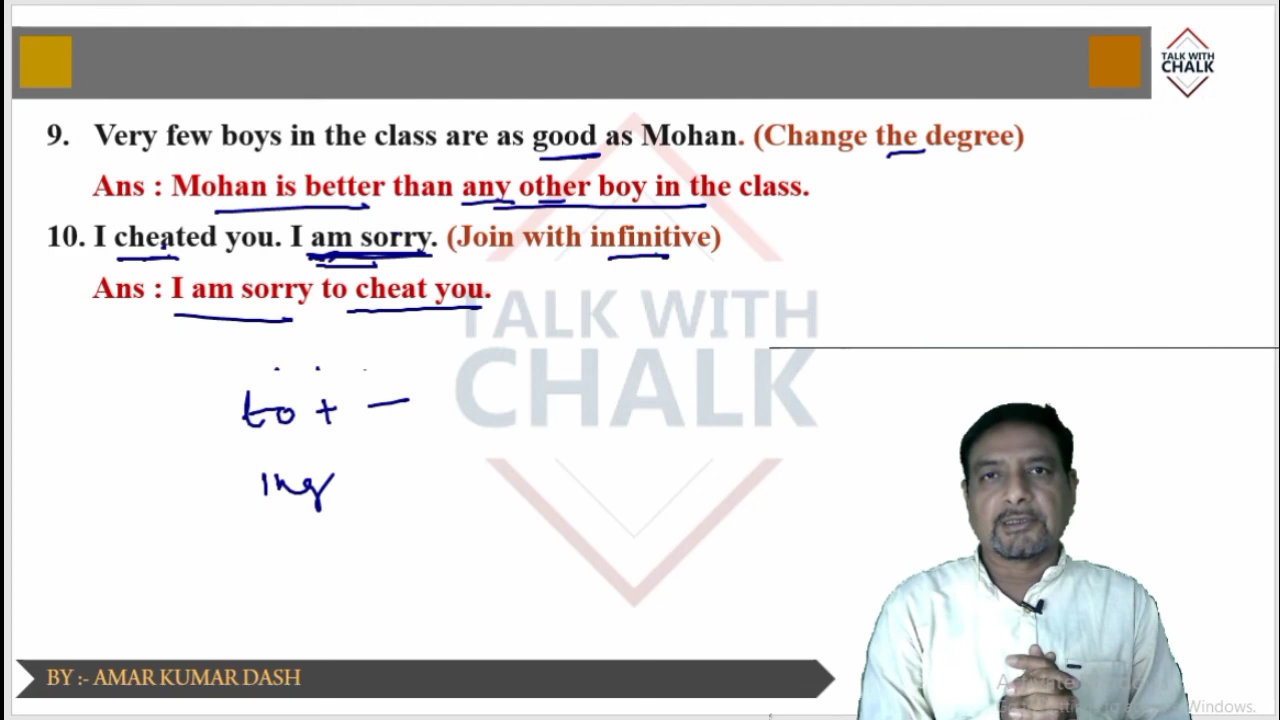 TALK WITH
CHALK
9. Very few boys in the class are as good as Mohan. (Change the degree)
Ans : Mohan is better than any other boy in the class.
10. I cheated you. I am sorry. (Join with infinitive)
Ans : I am sorry to cheat you.
TALK WITH
CHALK
to + —
ing
BY :- AMAR KUMAR DASH
Activate
Windows.